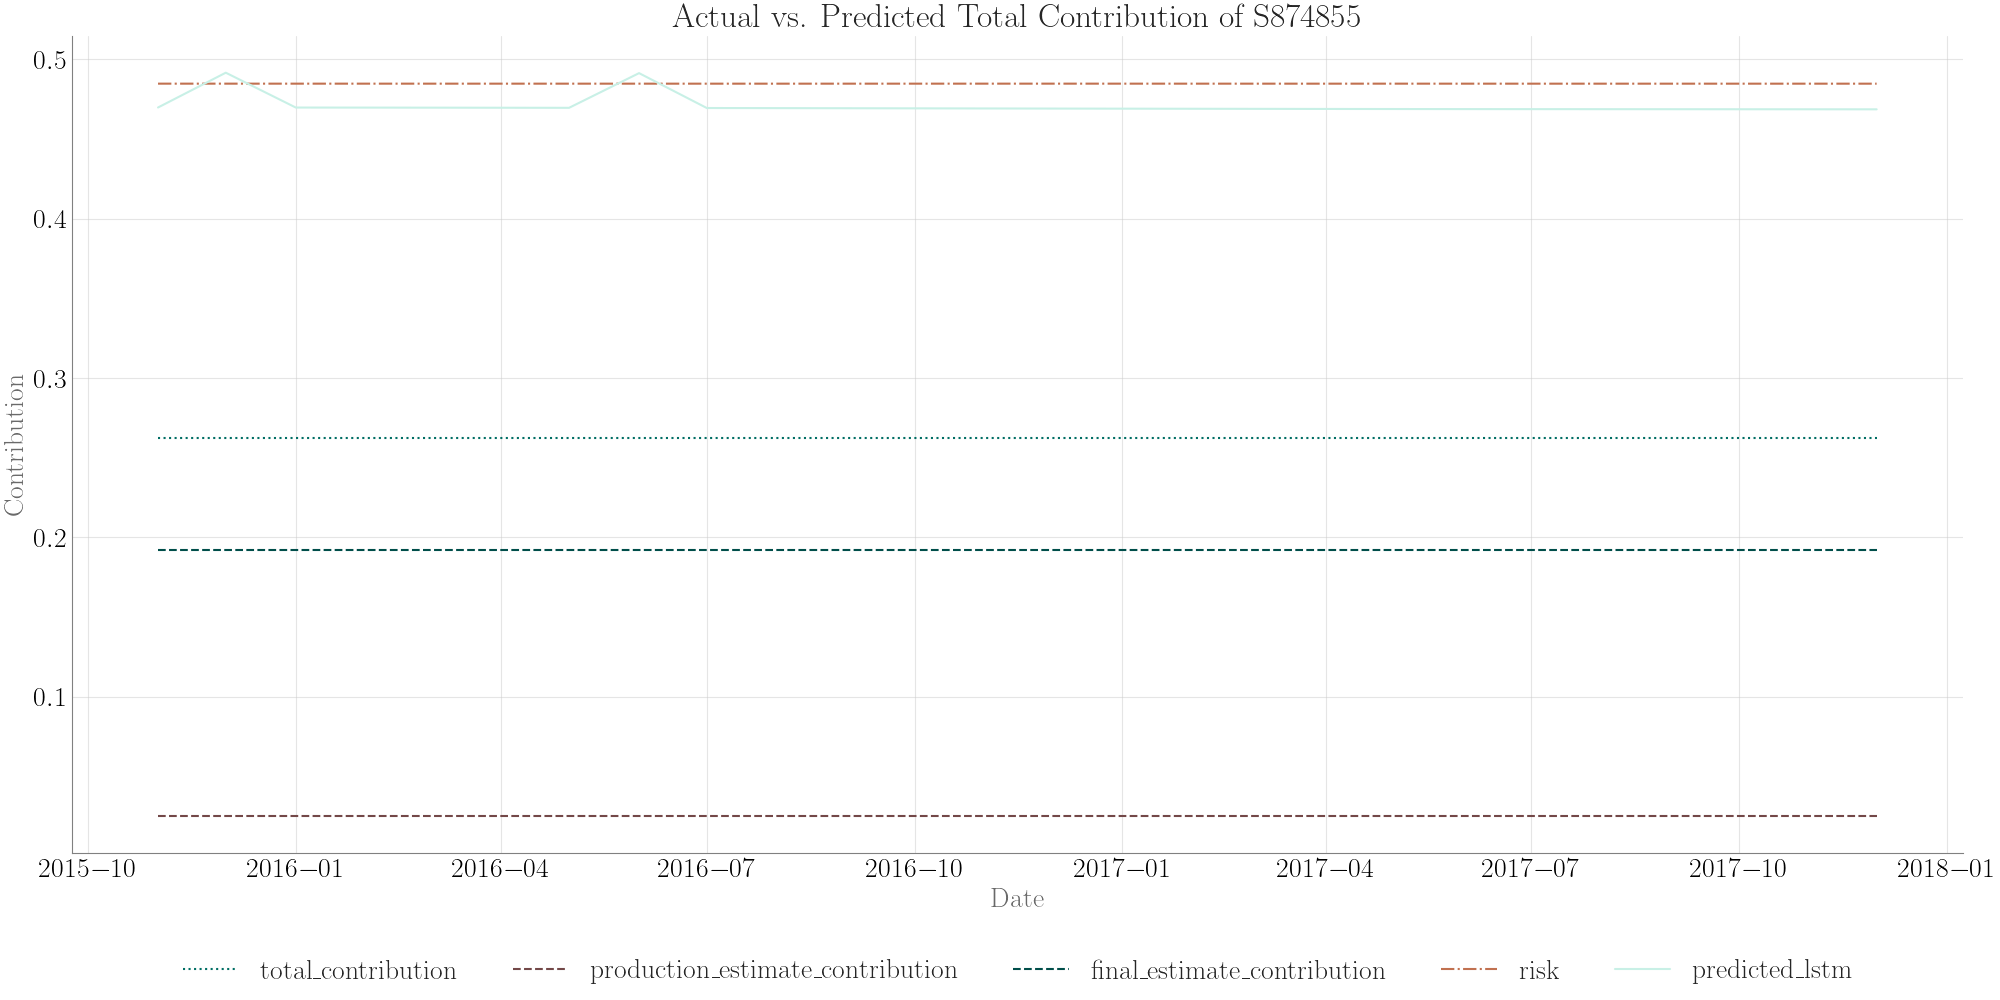 Actual vs. Predicted Total Contribution of S874855
0.5
0.4
0.3
0.2
0.1
Contribution
2015−10 2016−01 2016−04 2016−07 2016−10 2017−01 2017−04 2017−07 2017−10 2018−01
Date
total_contribution production_estimate_contribution final_estimate_contribution risk predicted_lstm